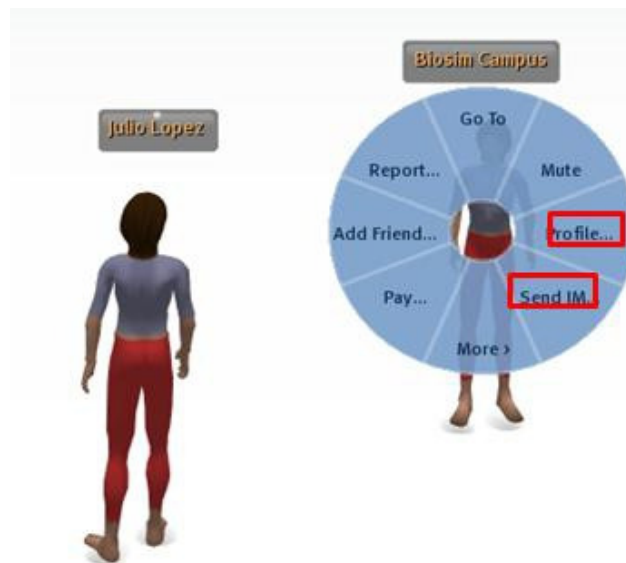 Biosim Campus
Julio Lopez
Go To
Report...
Mute
Add Friend...
Profile...
Pay...
Send IM...
More ›